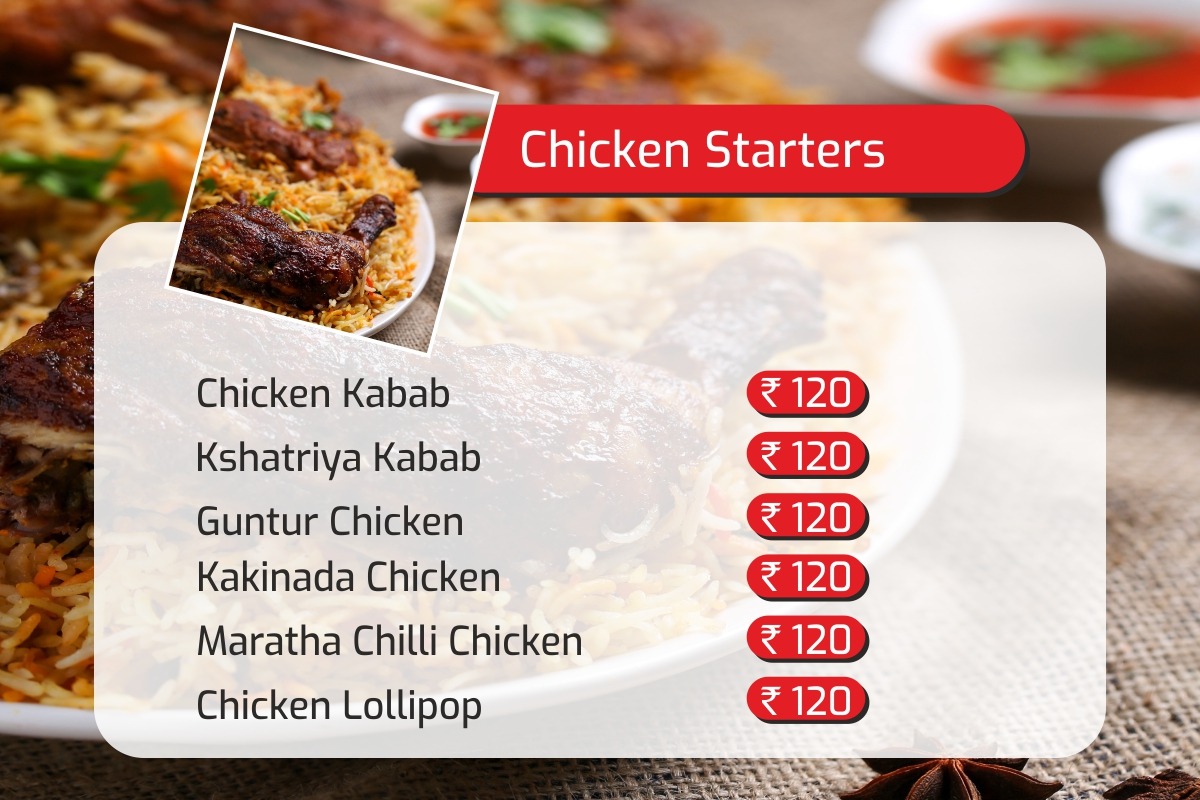 Chicken Starters
Chicken Kabab ₹ 120
Kshatriya Kabab ₹ 120
Guntur Chicken ₹ 120
Kakinada Chicken ₹ 120
Maratha Chilli Chicken ₹ 120
Chicken Lollipop ₹ 120